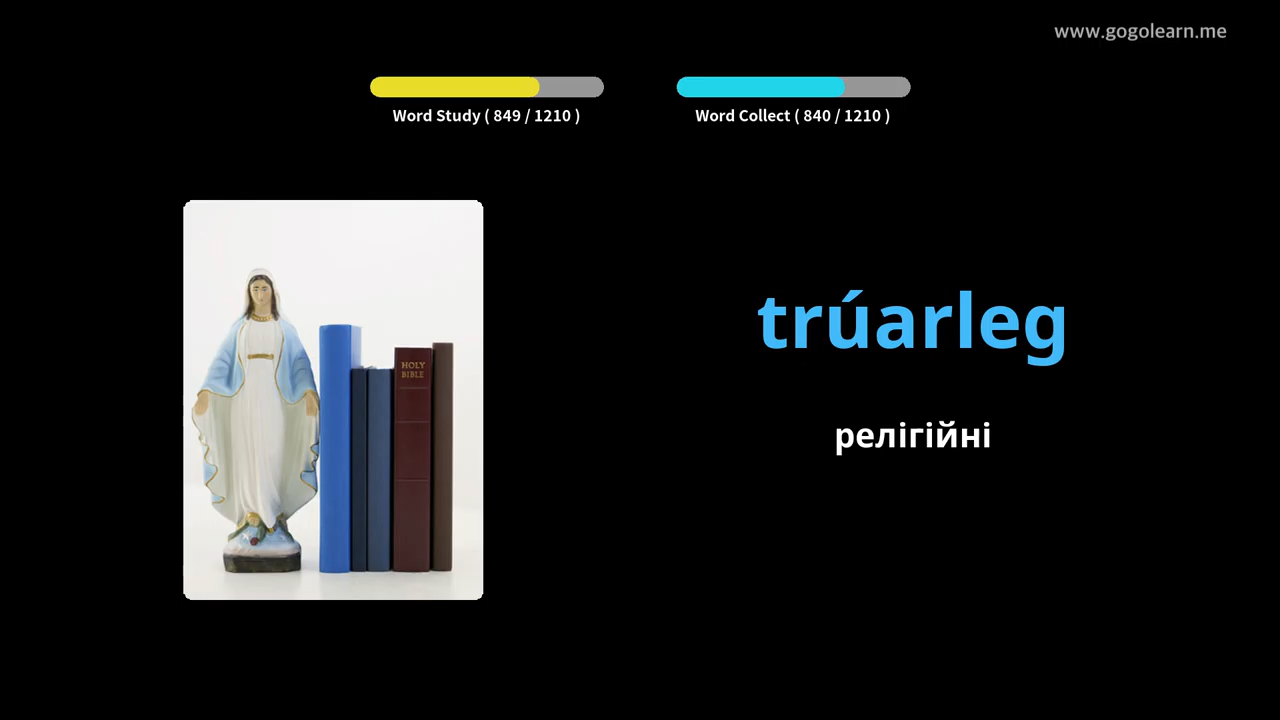 www.gogolearn.me
Word Study ( 849 / 1210 )
Word Collect ( 840 / 1210 )
HOLY
BIBLE
trúarleg
релігійні